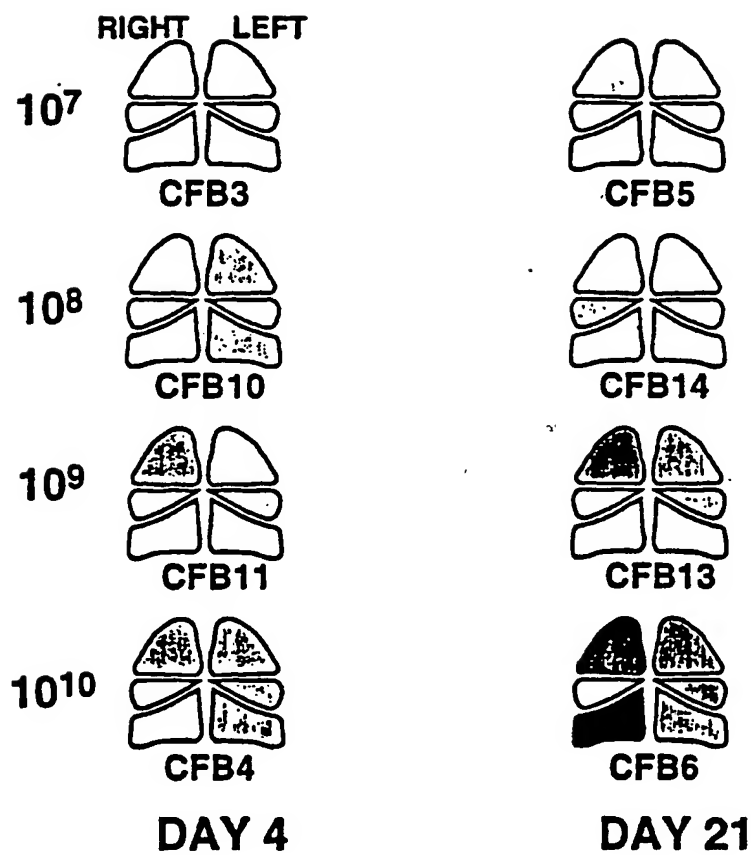 RIGHT LEFT
10⁷
CFB3 CFB5
10⁸
CFB10 CFB14
10⁹
CFB11 CFB13
10¹⁰
CFB4 CFB6
DAY 4 DAY 21